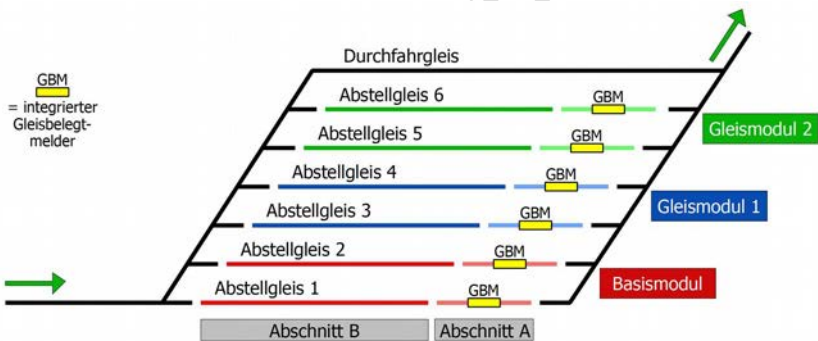 Durchfahrgleis
GBM
= integrierter
Gleisbelegt-
melder
Abstellgleis 6
GBM
Abstellgleis 5
GBM
Gleismodul 2
Abstellgleis 4
GBM
Abstellgleis 3
GBM
Gleismodul 1
Abstellgleis 2
GBM
Abstellgleis 1
GBM
Basismodul
Abschnitt B
Abschnitt A